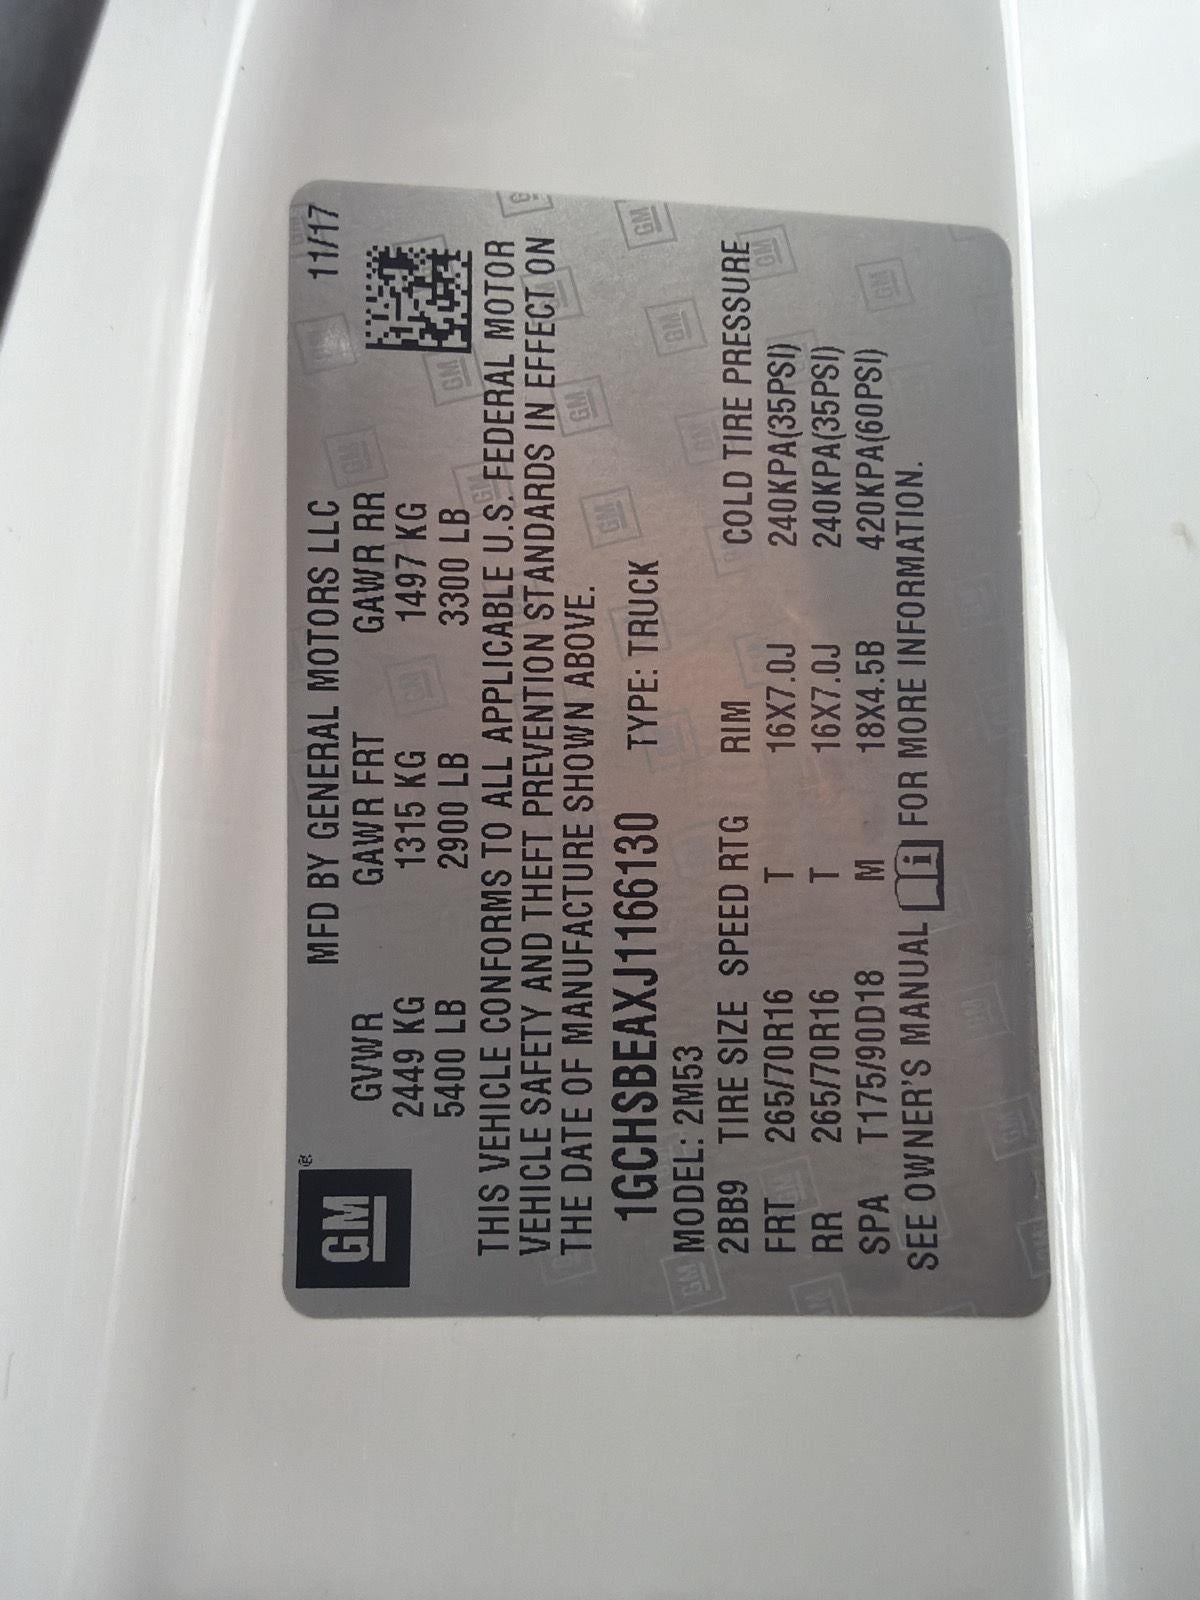 GM®
MFD BY GENERAL MOTORS LLC 11/17
GVWR GAWR FRT GAWR RR
2449 KG 1315 KG 1497 KG
5400 LB 2900 LB 3300 LB
THIS VEHICLE CONFORMS TO ALL APPLICABLE U.S. FEDERAL MOTOR
VEHICLE SAFETY AND THEFT PREVENTION STANDARDS IN EFFECT ON
THE DATE OF MANUFACTURE SHOWN ABOVE.
1GCHSBEAXJ1166130 TYPE: TRUCK
MODEL: 2M53
2BB9 TIRE SIZE SPEED RTG RIM COLD TIRE PRESSURE
FRT 265/70R16 T 16X7.0J 240KPA(35PSI)
RR 265/70R16 T 16X7.0J 240KPA(35PSI)
SPA T175/90D18 M 18X4.5B 420KPA(60PSI)
SEE OWNER'S MANUAL i FOR MORE INFORMATION.